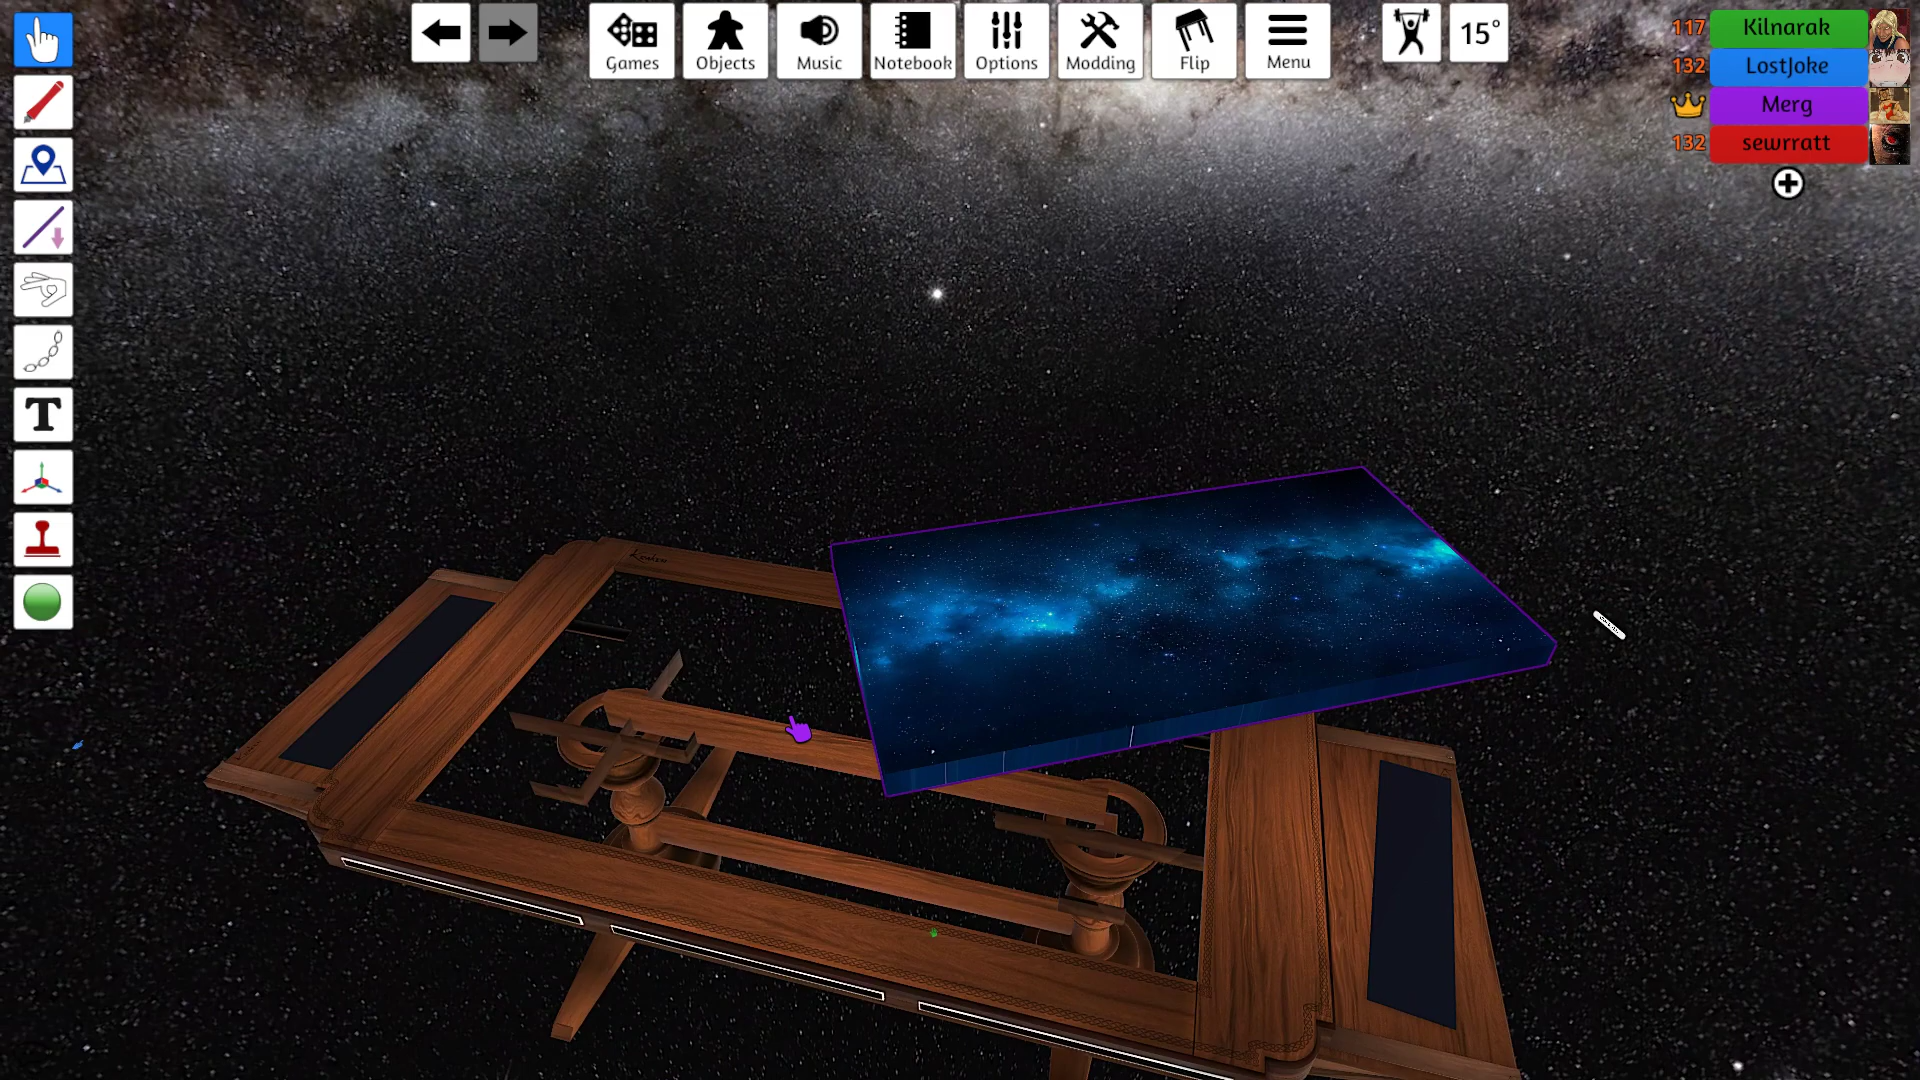 Games
Objects
Music
Notebook
Options
Modding
Flip
Menu
15°
117 Kilnarak
132 LostJoke
Merg
132 sewrratt
T